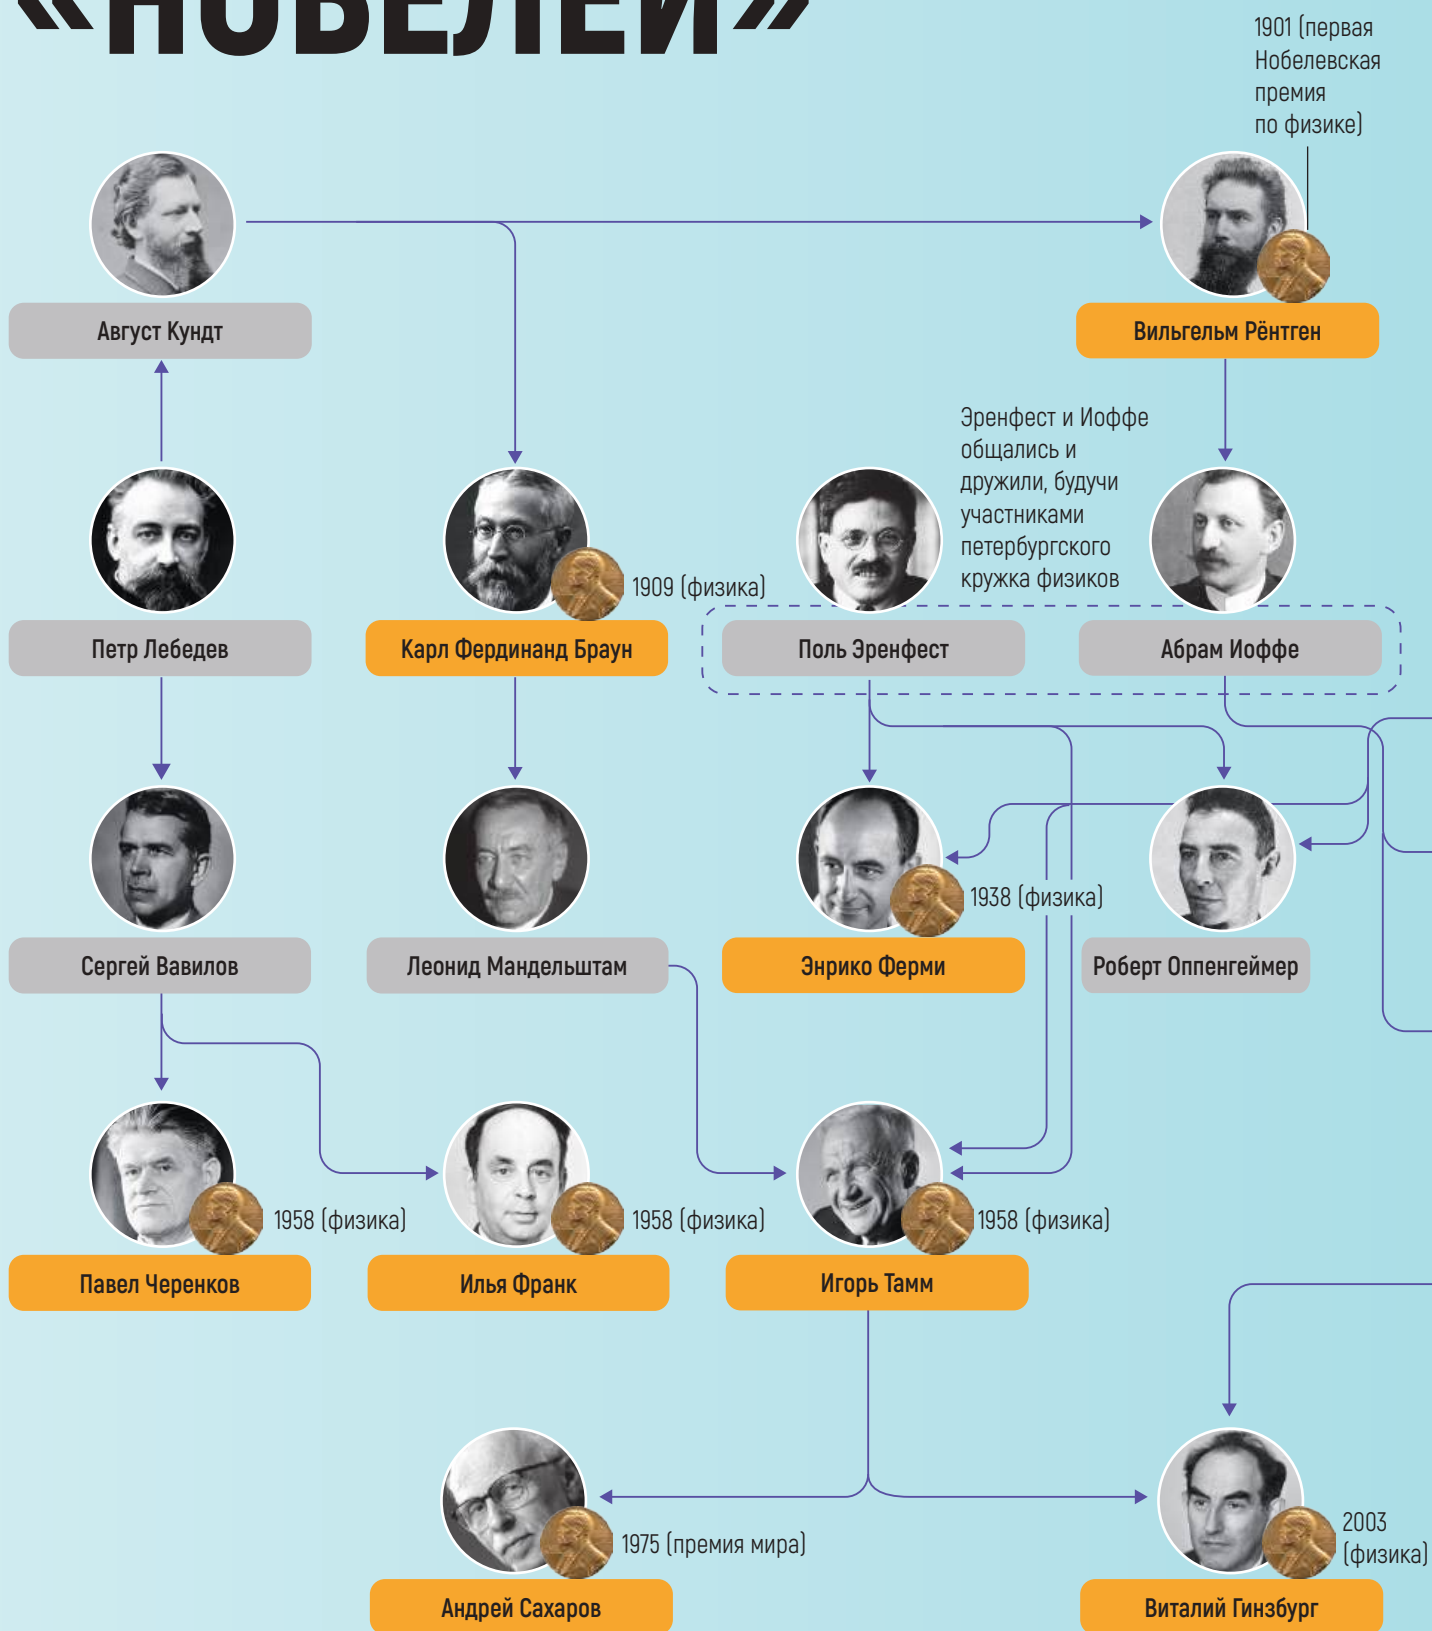 «НОБЕЛЕЙ»
1901 (первая
Нобелевская
премия
по физике)
Август Кундт
Вильгельм Рёнтген
Эренфест и Иоффе
общались и
дружили, будучи
участниками
петербургского
кружка физиков
1909 (физика)
Петр Лебедев
Карл Фердинанд Браун
Поль Эренфест
Абрам Иоффе
1938 (физика)
Сергей Вавилов
Леонид Мандельштам
Энрико Ферми
Роберт Оппенгеймер
1958 (физика)
1958 (физика)
1958 (физика)
Павел Черенков
Илья Франк
Игорь Тамм
1975 (премия мира)
2003
(физика)
Андрей Сахаров
Виталий Гинзбург